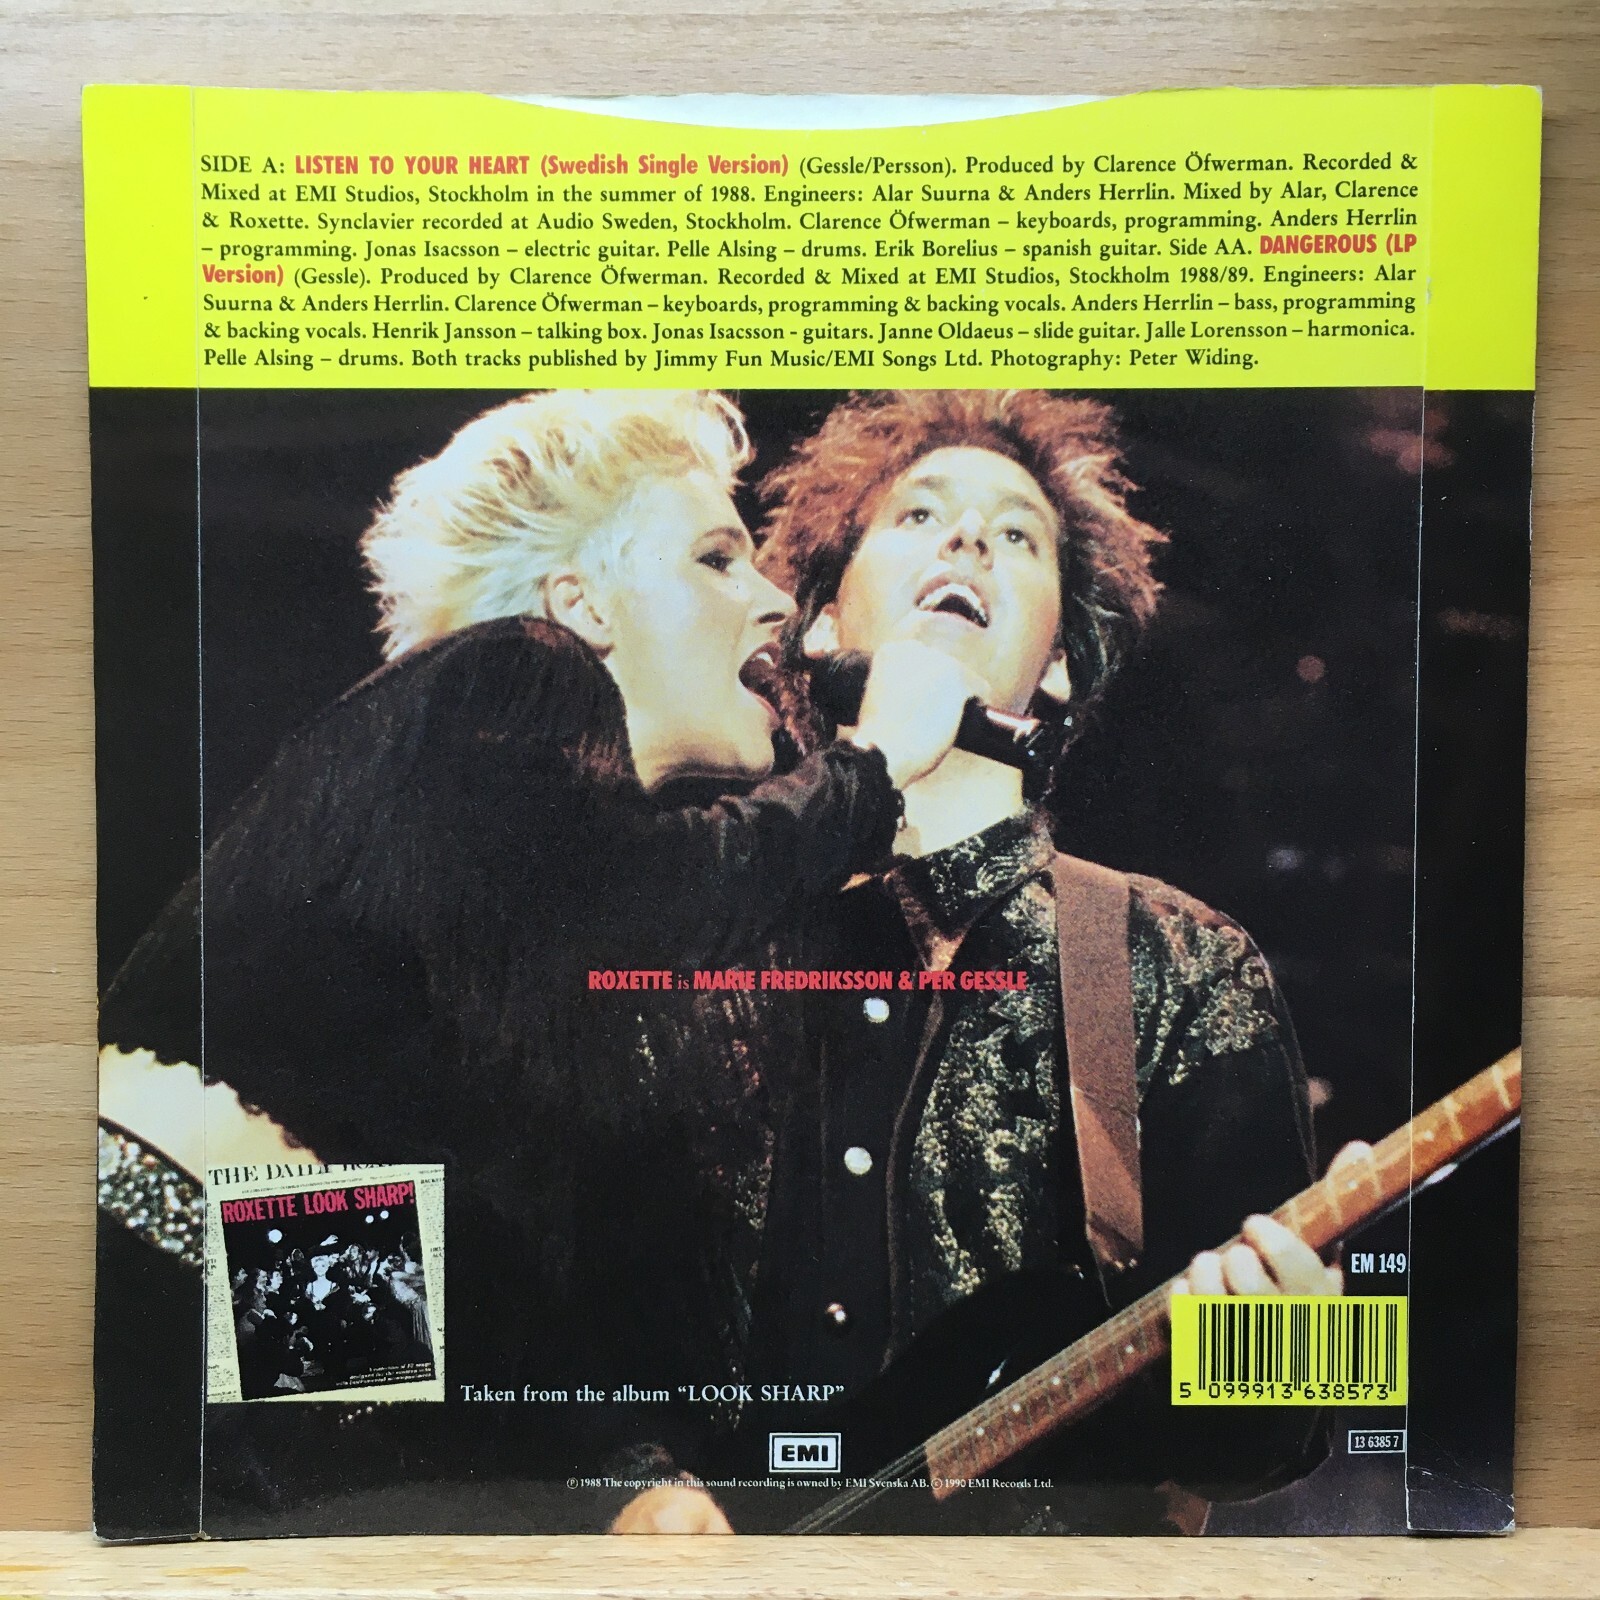 SIDE A: LISTEN TO YOUR HEART (Swedish Single Version) (Gessle/Persson). Produced by Clarence Öfwerman. Recorded &
Mixed at EMI Studios, Stockholm in the summer of 1988. Engineers: Alar Suurna & Anders Herrlin. Mixed by Alar, Clarence
& Roxette. Synclavier recorded at Audio Sweden, Stockholm. Clarence Öfwerman – keyboards, programming. Anders Herrlin
– programming. Jonas Isacsson – electric guitar. Pelle Alsing – drums. Erik Borelius – spanish guitar. Side AA. DANGEROUS (LP
Version) (Gessle). Produced by Clarence Öfwerman. Recorded & Mixed at EMI Studios, Stockholm 1988/89. Engineers: Alar
Suurna & Anders Herrlin. Clarence Öfwerman – keyboards, programming & backing vocals. Anders Herrlin – bass, programming
& backing vocals. Henrik Jansson – talking box. Jonas Isacsson - guitars. Janne Oldaeus – slide guitar. Jalle Lorensson – harmonica.
Pelle Alsing – drums. Both tracks published by Jimmy Fun Music/EMI Songs Ltd. Photography: Peter Widing.
ROXETTE is MARIE FREDRIKSSON & PER GESSLE
THE DAILY
ROXETTE LOOK SHARP!
Taken from the album “LOOK SHARP”
EM 149
5 099913 638573
13 6385 7
EMI
℗ 1988 The copyright in this sound recording is owned by EMI Svenska AB. © 1990 EMI Records Ltd.